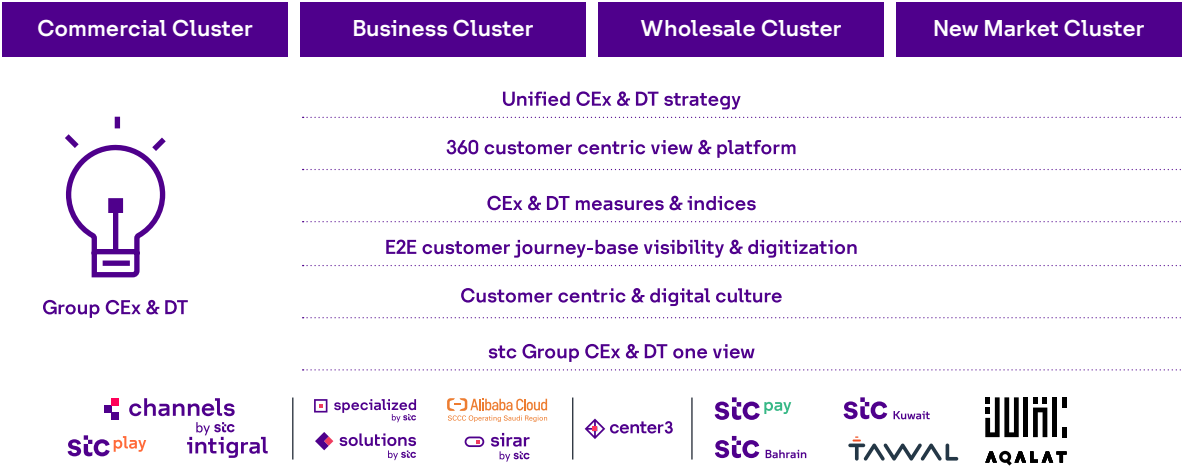 Commercial Cluster
Business Cluster
Wholesale Cluster
New Market Cluster
Unified CEx & DT strategy
360 customer centric view & platform
CEx & DT measures & indices
E2E customer journey-base visibility & digitization
Customer centric & digital culture
stc Group CEx & DT one view
Group CEx & DT
channels
by stc
stc play
intigral
specialized
by stc
Alibaba Cloud
SCCC Operating Saudi Region
solutions
by stc
sirar
by stc
center3
stc pay
stc Kuwait
stc Bahrain
TAWAL
AQALAT